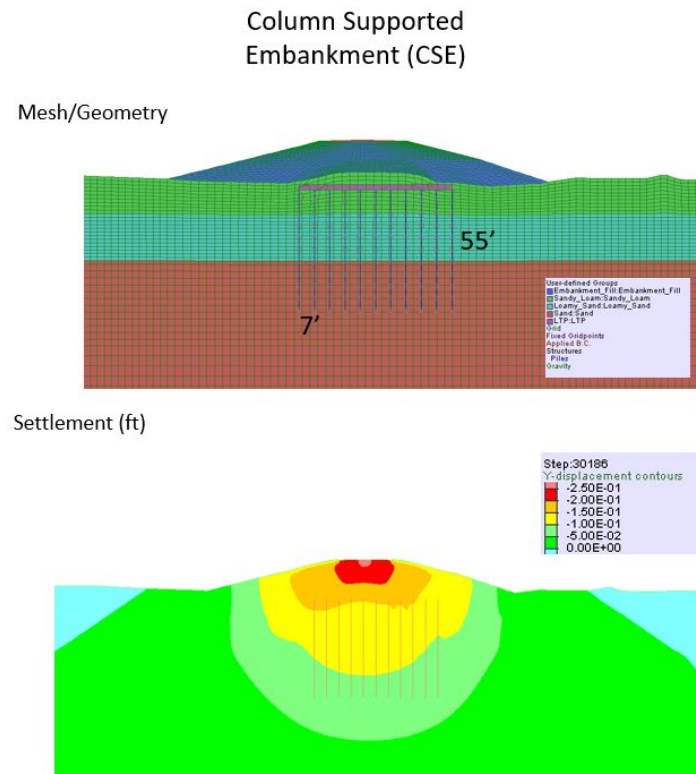 Column Supported
Embankment (CSE)
Mesh/Geometry
55’
7’
User-defined Groups
Embankment_Fill:Embankment_Fill
Sandy_Loam:Sandy_Loam
Loamy_Sand:Loamy_Sand
Sand:Sand
LTP:LTP
Grid
Fixed Gridpoints
Applied B.C.
Structures
Piles
Gravity
Settlement (ft)
Step:30186
Y-displacement contours
-2.50E-01
-2.00E-01
-1.50E-01
-1.00E-01
-5.00E-02
0.00E+00